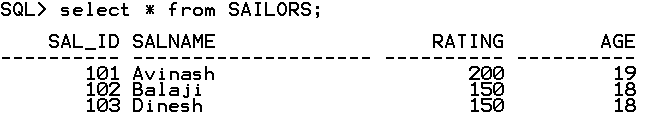 SQL> select * from SAILORS;
SAL_ID SALNAME RATING AGE
---------- -------------------- ---------- ----------
101 Avinash 200 19
102 Balaji 150 18
103 Dinesh 150 18